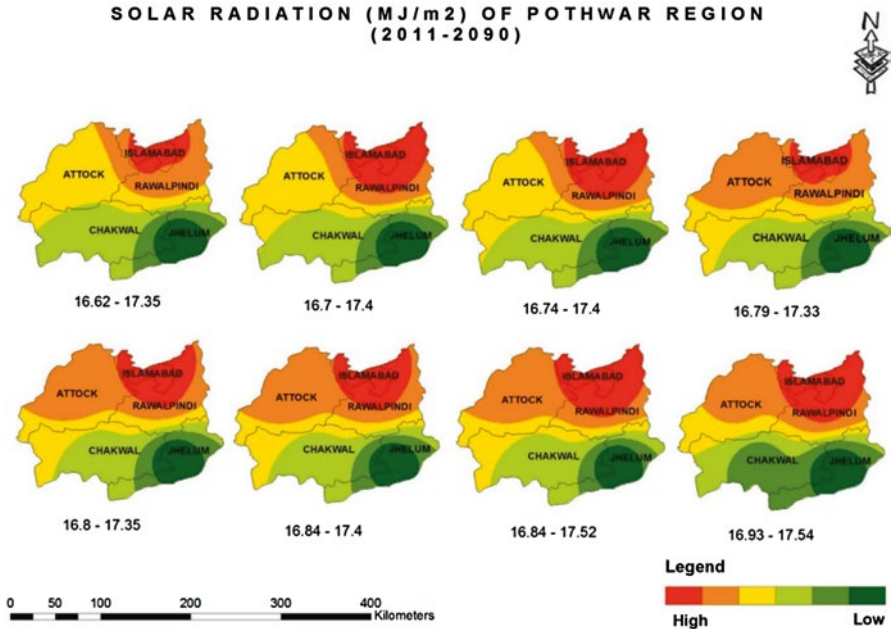 SOLAR RADIATION (MJ/m2) OF POTHWAR REGION
(2011-2090)
N
ISLAMABAD
ATTOCK
RAWALPINDI
CHAKWAL
JHELUM
16.62 - 17.35
ISLAMABAD
ATTOCK
RAWALPINDI
CHAKWAL
JHELUM
16.7 - 17.4
ISLAMABAD
ATTOCK
RAWALPINDI
CHAKWAL
JHELUM
16.74 - 17.4
ISLAMABAD
ATTOCK
RAWALPINDI
CHAKWAL
JHELUM
16.79 - 17.33
ISLAMABAD
ATTOCK
RAWALPINDI
CHAKWAL
JHELUM
16.8 - 17.35
ISLAMABAD
ATTOCK
RAWALPINDI
CHAKWAL
JHELUM
16.84 - 17.4
ISLAMABAD
ATTOCK
RAWALPINDI
CHAKWAL
JHELUM
16.84 - 17.52
ISLAMABAD
ATTOCK
RAWALPINDI
CHAKWAL
JHELUM
16.93 - 17.54
Legend
High Low
0 50 100 200 300 400
Kilometers